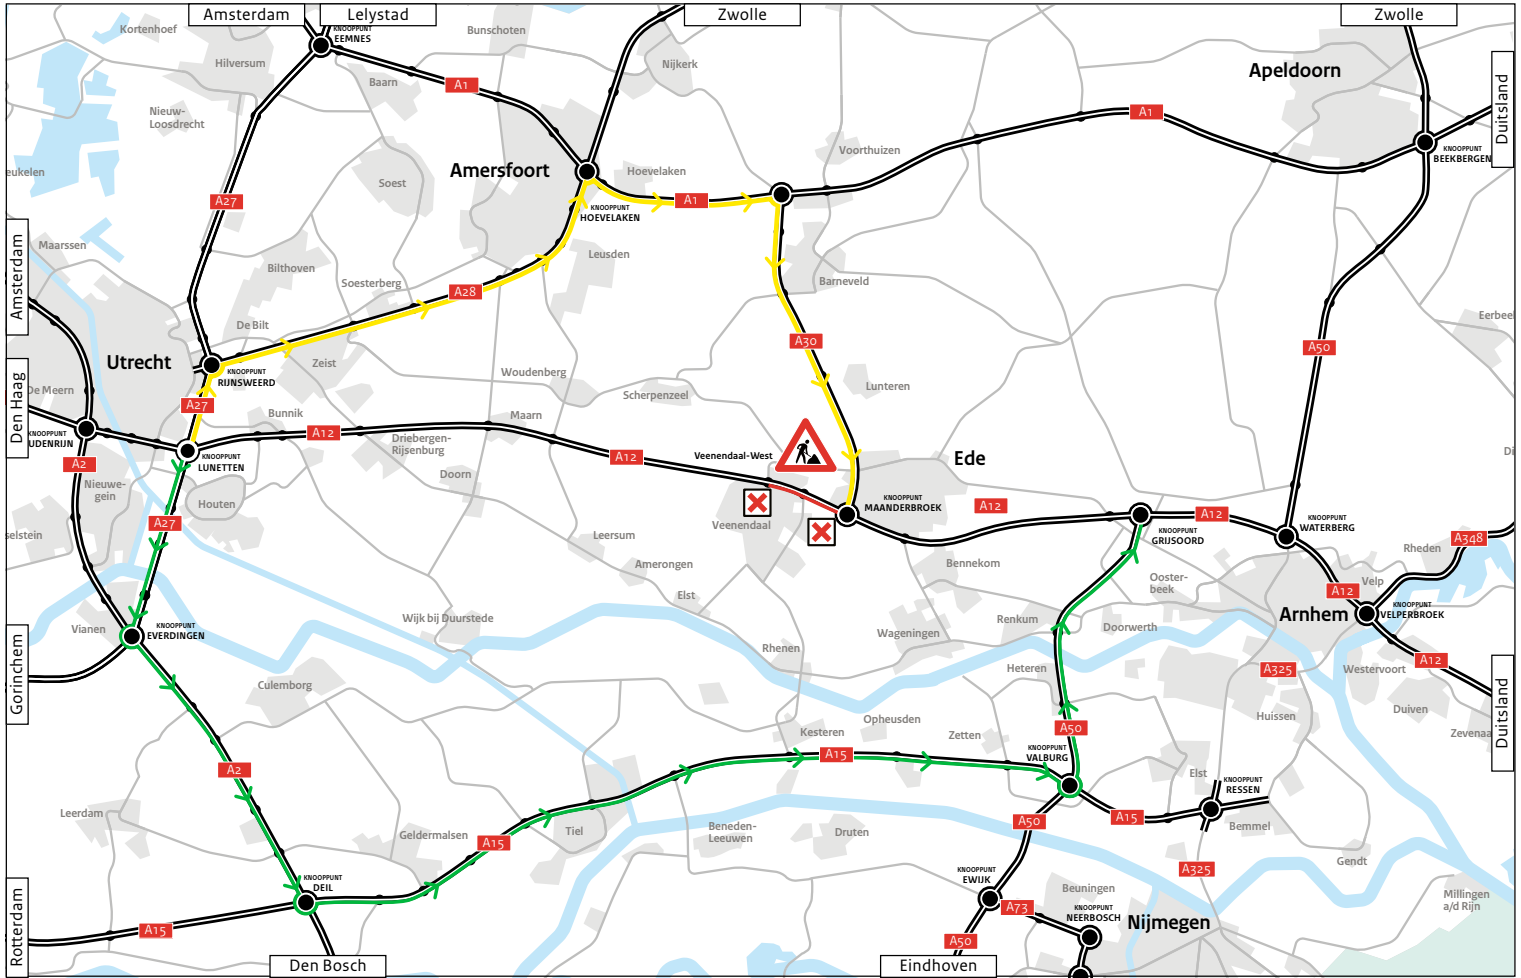 Amsterdam
Lelystad
Zwolle
Zwolle
Kortenhoef
KNOOPPUNT
EEMNES
Bunschoten
Hilversum
Baarn
A1
Nijkerk
Apeldoorn
Duitsland
Nieuw-
Loosdrecht
A1
Voorthuizen
KNOOPPUNT
BEEKBERGEN
eukelen
Amersfoort
Hoevelaken
Soest
A27
A1
KNOOPPUNT
HOEVELAKEN
Amsterdam
Maarssen
Bilthoven
Leusden
Soesterberg
A28
Barneveld
Eerbeek
De Bilt
A30
A50
Utrecht
Zeist
KNOOPPUNT
RIJNSWEERD
Woudenberg
Scherpenzeel
Lunteren
Den Haag
De Meern
A27
Bunnik
Maarn
KNOOPPUNT
UDENRIJN
A12
Driebergen-
Rijsenburg
A12
Veenendaal-West
Ede
Di
A2
KNOOPPUNT
LUNETTEN
Doorn
Nieuwe-
gein
Houten
KNOOPPUNT
MAANDERBROEK
A12
A12
KNOOPPUNT
WATERBERG
A27
Veenendaal
KNOOPPUNT
GRIJSOORD
A348
selstein
Leersum
Rheden
Amerongen
Bennekom
Ooster-
beek
Velp
A12
Elst
KNOOPPUNT
VELPERBROEK
Wijk bij Duurstede
Renkum
Arnhem
KNOOPPUNT
EVERDINGEN
Vianen
Wageningen
Doorwerth
Rhenen
A12
Gorinchem
Heteren
A325
Westervoort
Duitsland
Culemborg
Huissen
Duiven
Opheusden
Kesteren
Zetten
A50
Zevenaa
KNOOPPUNT
VALBURG
A15
A2
Elst
KNOOPPUNT
RESSEN
Leerdam
Geldermalsen
Tiel
Beneden-
Leeuwen
Druten
A50
A15
Bemmel
A15
Gendt
A325
KNOOPPUNT
DEIL
KNOOPPUNT
EWIJK
Beuningen
Millingen
a/d Rijn
A73
KNOOPPUNT
NEERBOSCH
Nijmegen
Rotterdam
A15
A50
Den Bosch
Eindhoven